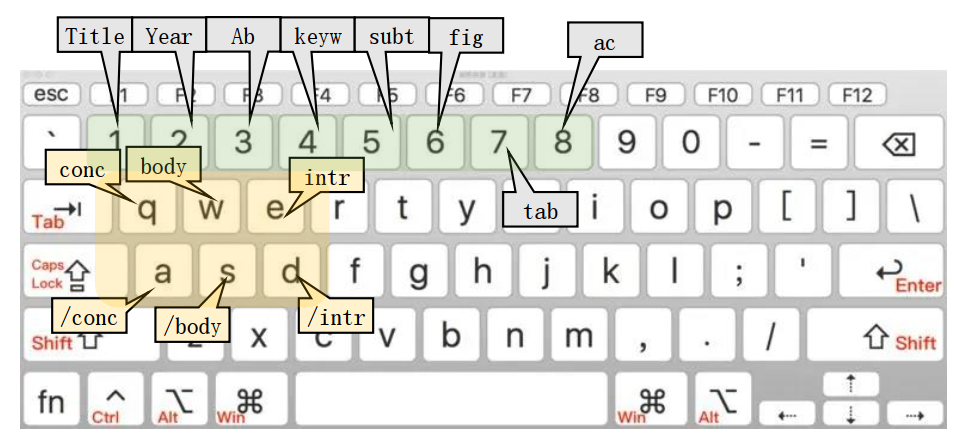 Title Year Ab keyw subt fig ac
esc F1 F2 F3 F4 F5 F6 F7 F8 F9 F10 F11 F12
` 1 2 3 4 5 6 7 8 9 0 - =
conc body intr tab
Tab q w e r t y i o p [ ] \
Caps Lock a s d f g h j k l ; ' Enter
/conc /body /intr
Shift z x c v b n m , . / Shift
fn Ctrl Alt Win Win Alt